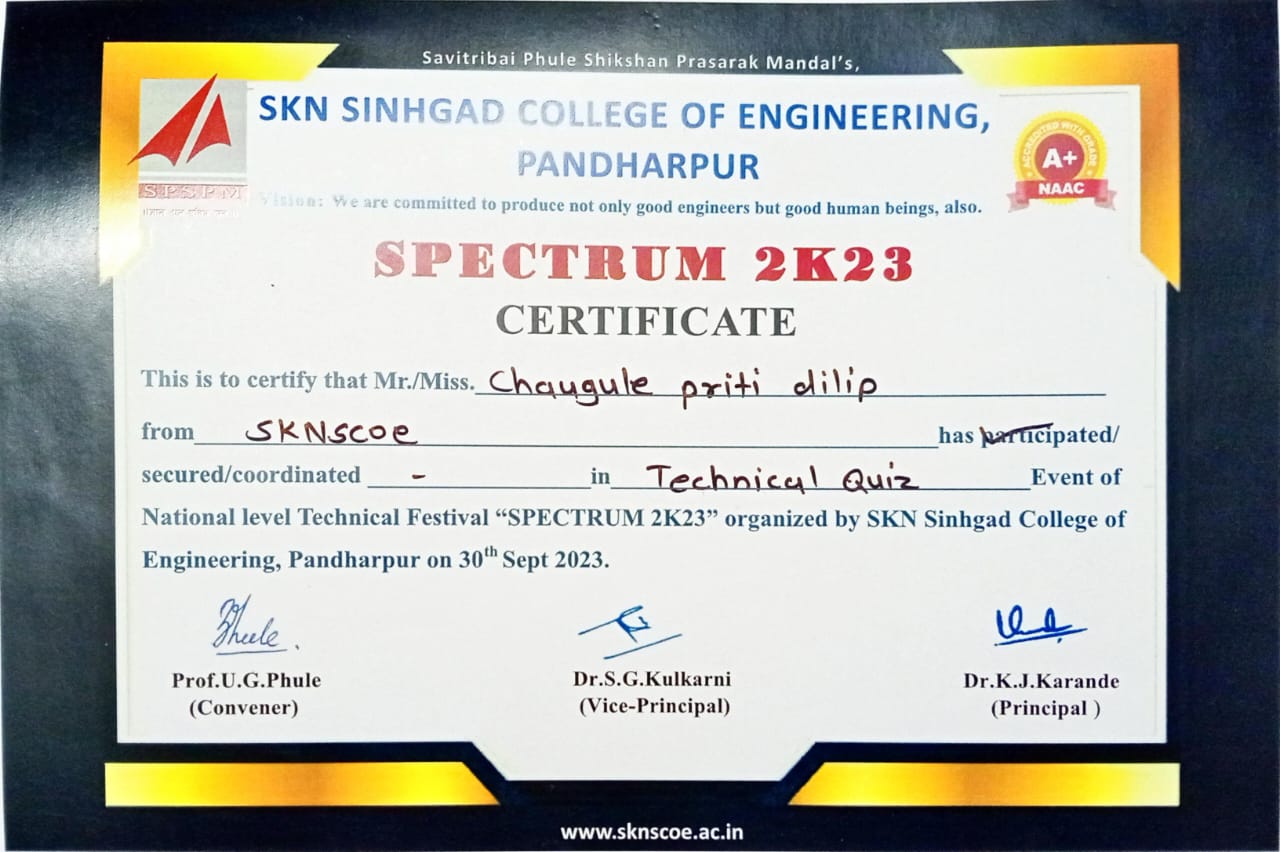 Savitribai Phule Shikshan Prasarak Mandal's,
SKN SINHGAD COLLEGE OF ENGINEERING,
PANDHARPUR
SPSPM
ACCREDITED WITH GRADE
A+
NAAC
Vision: We are committed to produce not only good engineers but good human beings, also.
SPECTRUM 2K23
CERTIFICATE
This is to certify that Mr./Miss. Chaugule priti dilip
from SKNSCOE has participated/
secured/coordinated - in Technical Quiz Event of
National level Technical Festival “SPECTRUM 2K23” organized by SKN Sinhgad College of
Engineering, Pandharpur on 30th Sept 2023.
Phule.
Prof.U.G.Phule Dr.S.G.Kulkarni Dr.K.J.Karande
(Convener) (Vice-Principal) (Principal )
www.sknscoe.ac.in